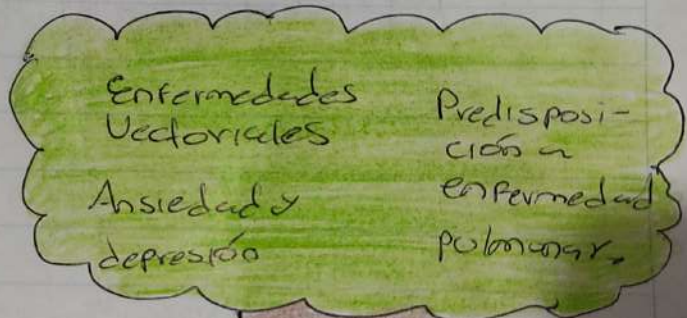 Enfermedades
Vectoriales
Ansiedad y
depresión
Predisposi-
ción a
enfermedad
pulmonar.